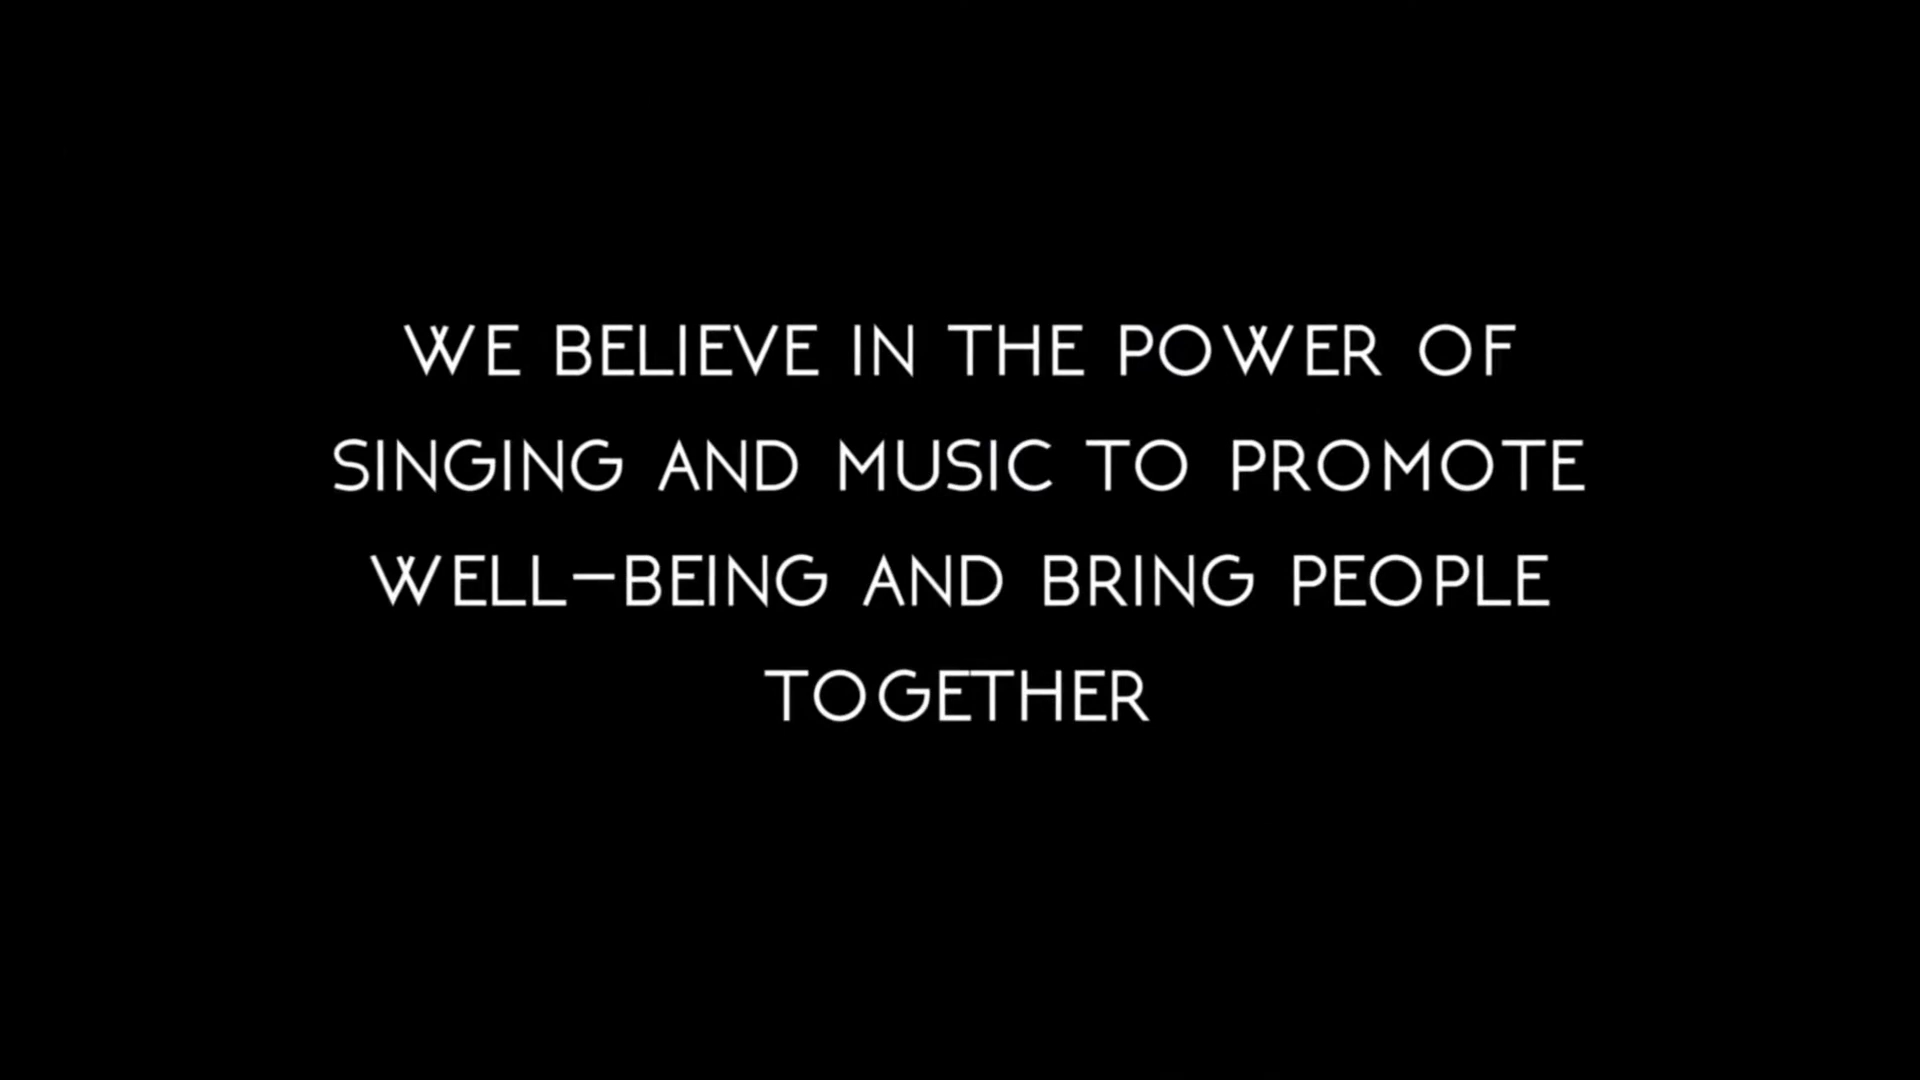 WE BELIEVE IN THE POWER OF
SINGING AND MUSIC TO PROMOTE
WELL-BEING AND BRING PEOPLE
TOGETHER